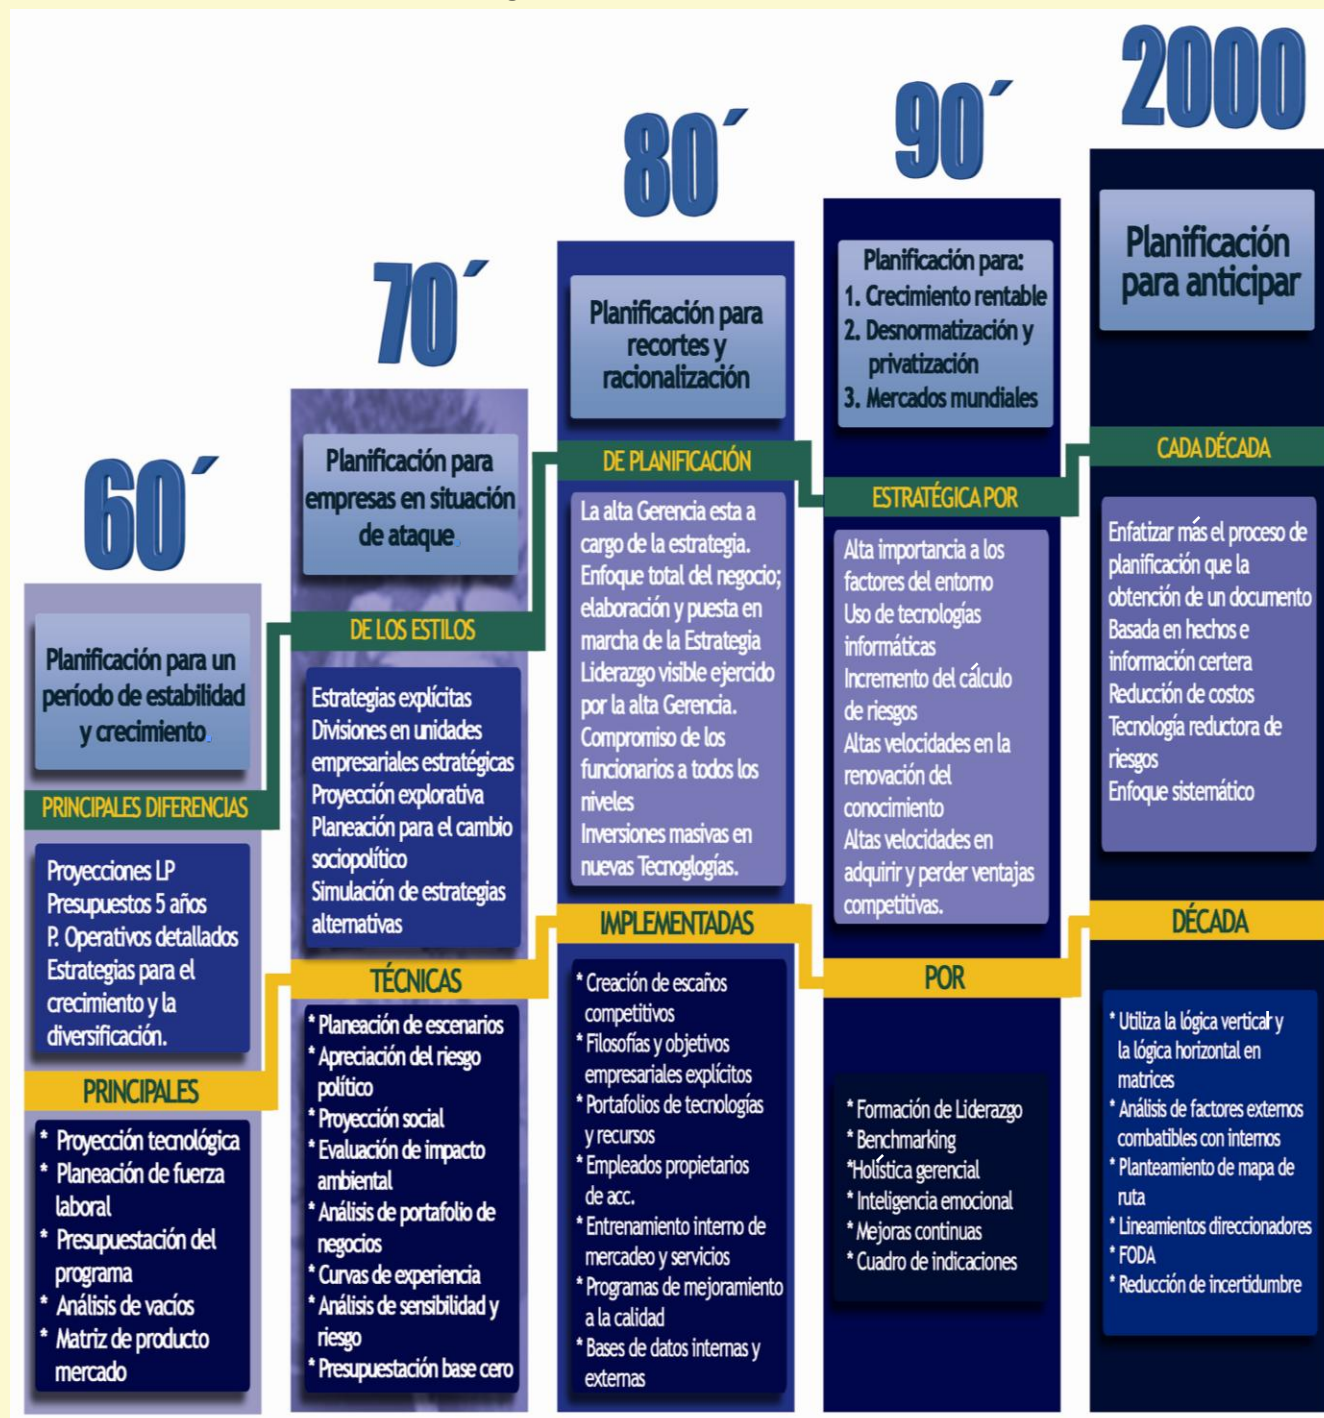 60´
Planificación para un
período de estabilidad
y crecimiento.
PRINCIPALES DIFERENCIAS
Proyecciones LP
Presupuestos 5 años
P. Operativos detallados
Estrategias para el
crecimiento y la
diversificación.
PRINCIPALES
* Proyección tecnológica
* Planeación de fuerza
laboral
* Presupuestación del
programa
* Análisis de vacíos
* Matriz de producto
mercado
70´
Planificación para
empresas en situación
de ataque.
DE LOS ESTILOS
Estrategias explícitas
Divisiones en unidades
empresariales estratégicas
Proyección explorativa
Planeación para el cambio
sociopolítico
Simulación de estrategias
alternativas
TÉCNICAS
* Planeación de escenarios
* Apreciación del riesgo
político
* Proyección social
* Evaluación de impacto
ambiental
* Análisis de portafolio de
negocios
* Curvas de experiencia
* Análisis de sensibilidad y
riesgo
* Presupuestación base cero
80´
Planificación para
recortes y
racionalización
DE PLANIFICACIÓN
La alta Gerencia esta a
cargo de la estrategia.
Enfoque total del negocio;
elaboración y puesta en
marcha de la Estrategia
Liderazgo visible ejercido
por la alta Gerencia.
Compromiso de los
funcionarios a todos los
niveles
Inversiones masivas en
nuevas Tecnoglogías.
IMPLEMENTADAS
* Creación de escaños
competitivos
* Filosofías y objetivos
empresariales explícitos
* Portafolios de tecnologías
y recursos
* Empleados propietarios
de acc.
* Entrenamiento interno de
mercadeo y servicios
* Programas de mejoramiento
a la calidad
* Bases de datos internas y
externas
90´
Planificación para:
1. Crecimiento rentable
2. Desnormatización y
privatización
3. Mercados mundiales
ESTRATÉGICA POR
Alta importancia a los
factores del entorno
Uso de tecnologías
informáticas
Incremento del cálculo
de riesgos
Altas velocidades en la
renovación del
conocimiento
Altas velocidades en
adquirir y perder ventajas
competitivas.
POR
* Formación de Liderazgo
* Benchmarking
*Holística gerencial
* Inteligencia emocional
* Mejoras continuas
* Cuadro de indicaciones
2000
Planificación
para anticipar
CADA DÉCADA
Enfatizar más el proceso de
planificación que la
obtención de un documento
Basada en hechos e
información certera
Reducción de costos
Tecnología reductora de
riesgos
Enfoque sistemático
DÉCADA
* Utiliza la lógica vertical y
la lógica horizontal en
matrices
* Análisis de factores externos
combatibles con internos
* Planteamiento de mapa de
ruta
* Lineamientos direccionadores
* FODA
* Reducción de incertidumbre